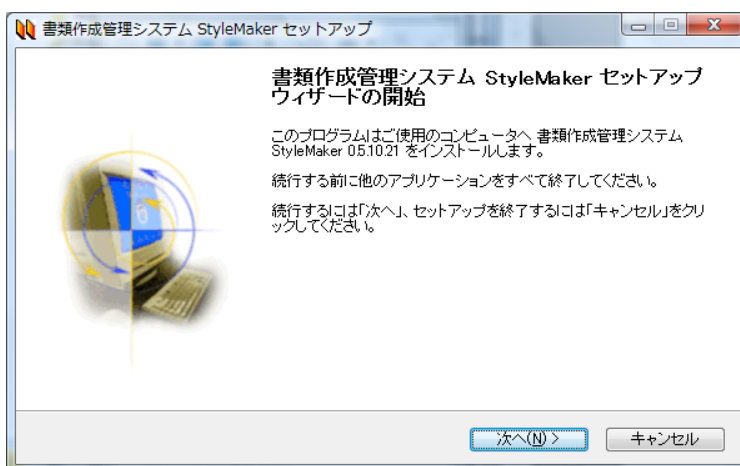 書類作成管理システム StyleMaker セットアップ
書類作成管理システム StyleMaker セットアップ
ウィザードの開始
このプログラムはご使用のコンピュータへ 書類作成管理システム
StyleMaker 0.5.10.21 をインストールします。
続行する前に他のアプリケーションをすべて終了してください。
続行するには「次へ」、セットアップを終了するには「キャンセル」をクリ
ックしてください。
次へ(N) >
キャンセル